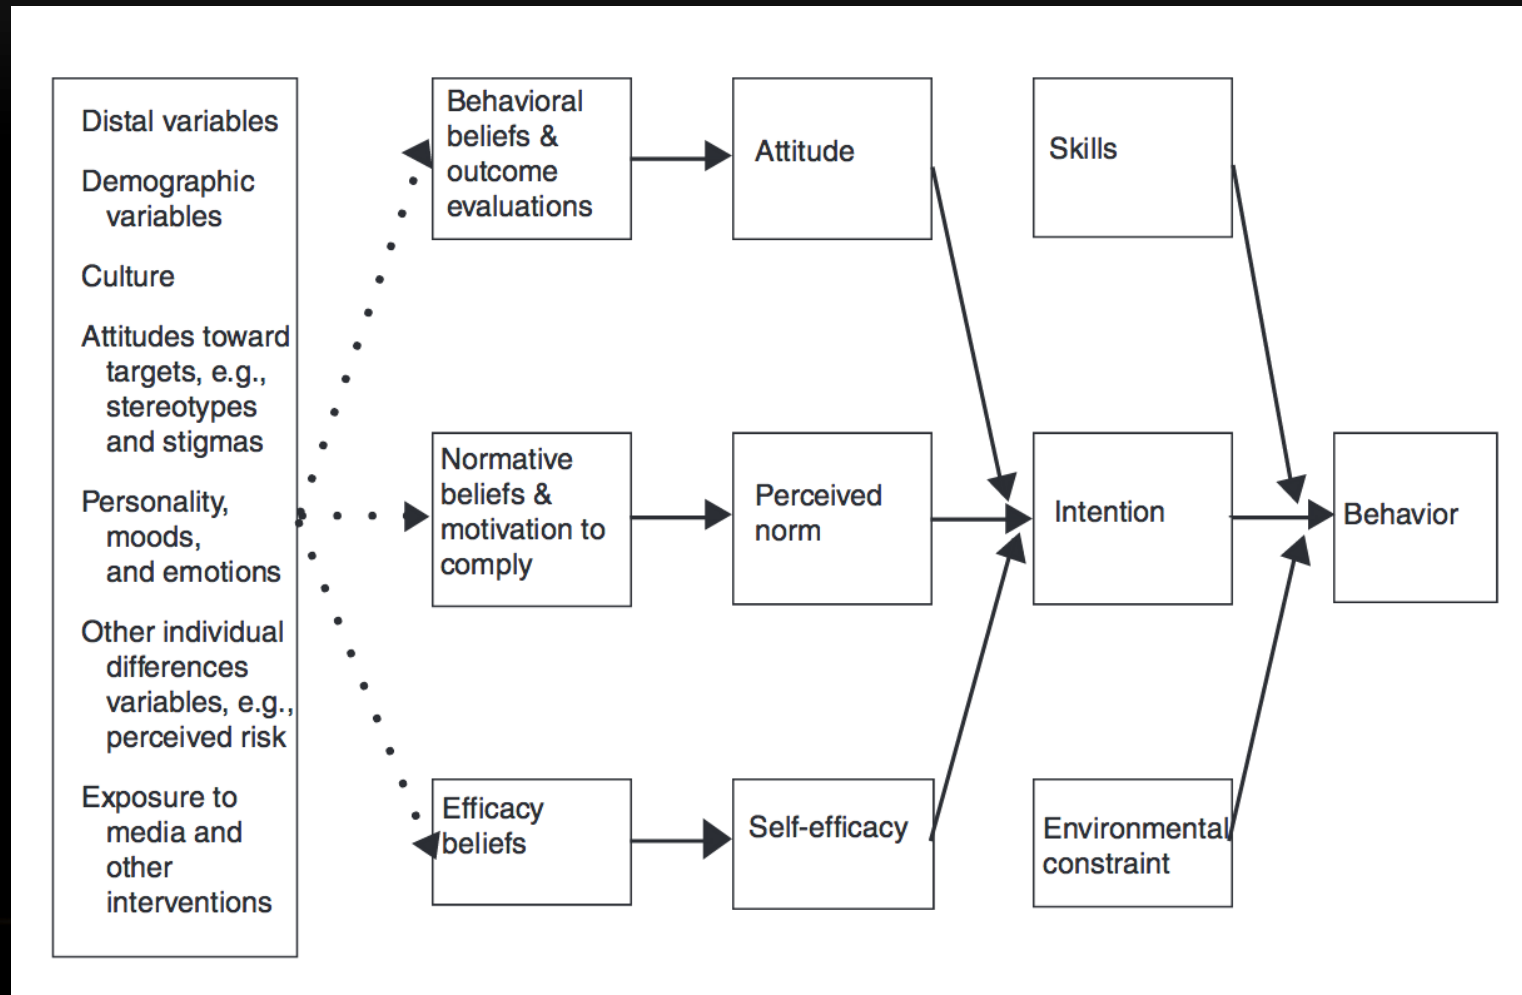 Distal variables
Demographic
variables
Culture
Attitudes toward
targets, e.g.,
stereotypes
and stigmas
Personality,
moods,
and emotions
Other individual
differences
variables, e.g.,
perceived risk
Exposure to
media and
other
interventions
Behavioral
beliefs &
outcome
evaluations
Attitude
Skills
Normative
beliefs &
motivation to
comply
Perceived
norm
Intention
Behavior
Efficacy
beliefs
Self-efficacy
Environmental
constraint